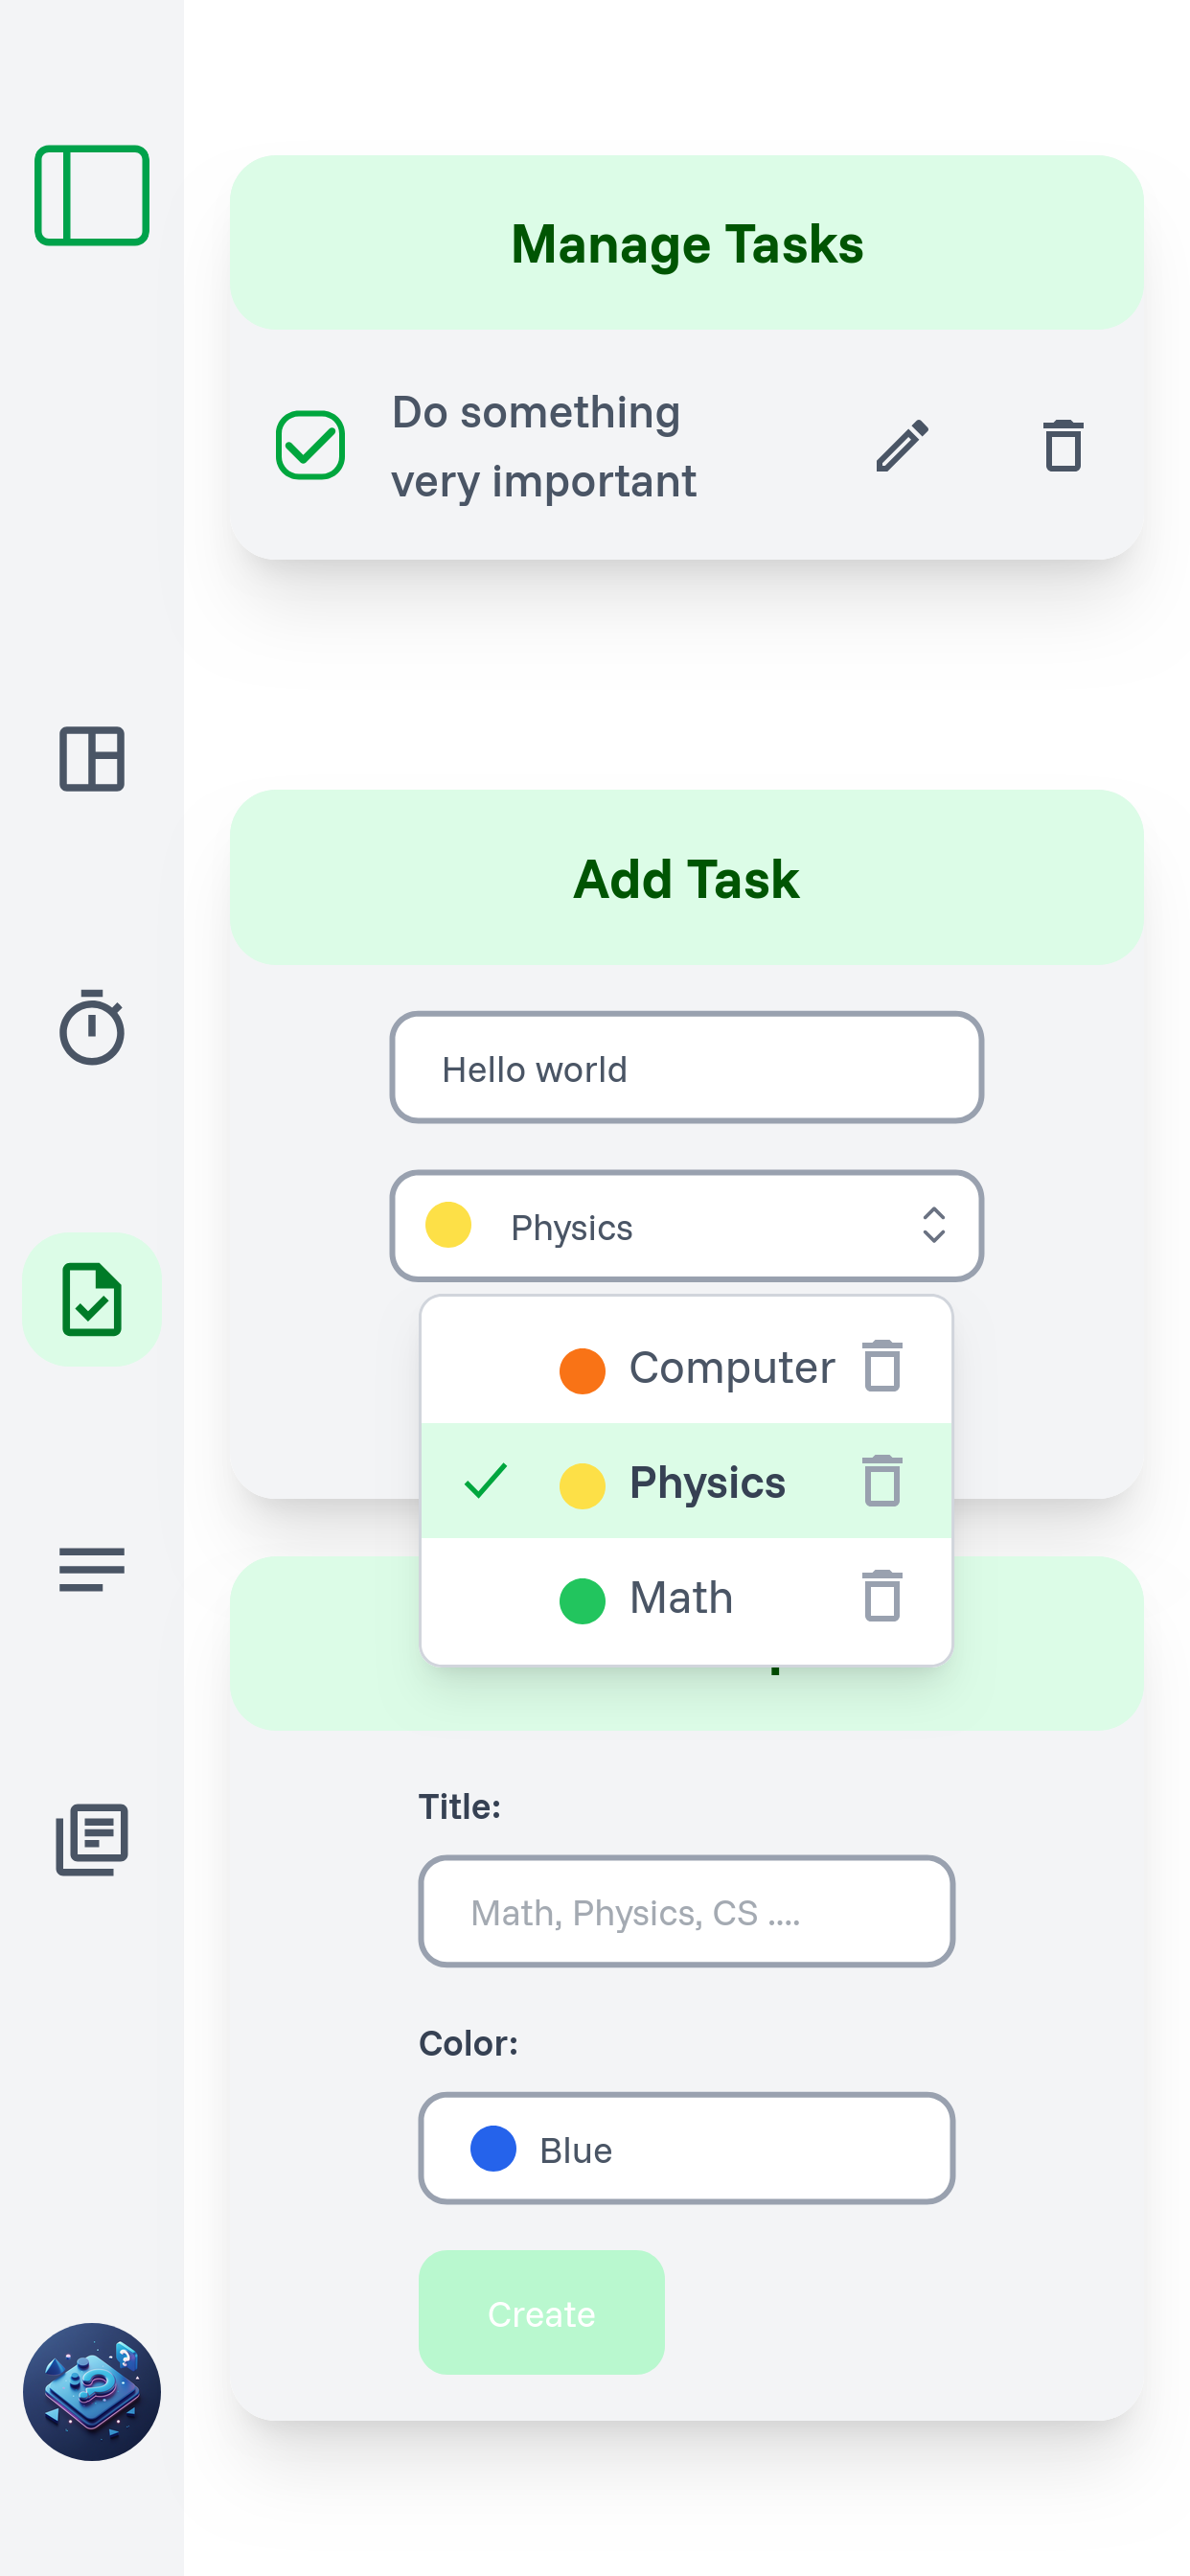 Manage Tasks
Do something
very important
Add Task
Hello world
Physics
Computer
Physics
Math
Title:
Math, Physics, CS ....
Color:
Blue
Create